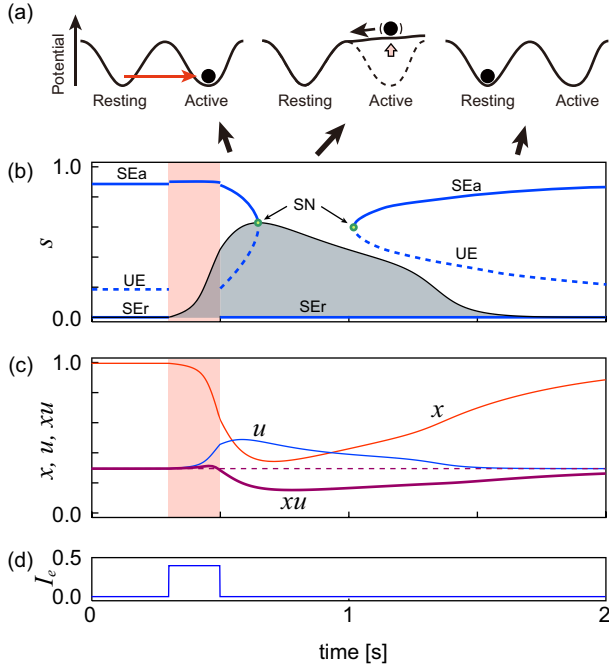 (a)
Potential
Resting Active Resting Active Resting Active
(b)
1.0
SEa
SN
SEa
s
UE
UE
SEr
SEr
0.0
(c)
1.0
x, u, xu
u
x
xu
0.0
(d)
0.5
I_e
0.0
0 1 2
time [s]